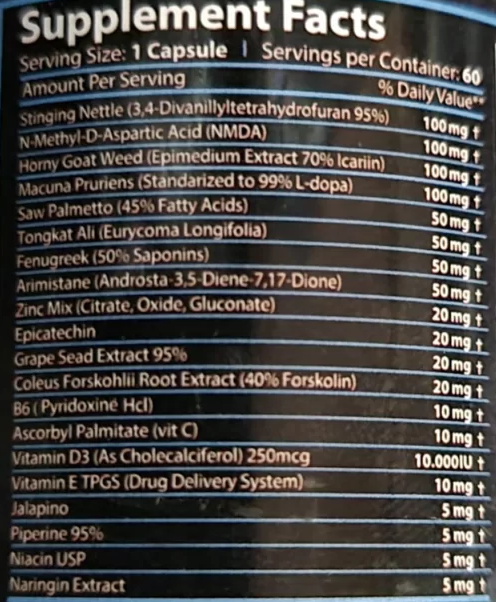 Supplement Facts
Serving Size: 1 Capsule | Servings per Container: 60
Amount Per Serving % Daily Value**
Stinging Nettle (3,4-Divanillyltetrahydrofuran 95%) 100mg †
N-Methyl-D-Aspartic Acid (NMDA) 100mg †
Horny Goat Weed (Epimedium Extract 70% Icariin) 100mg †
Macuna Pruriens (Standarized to 99% L-dopa) 100mg †
Saw Palmetto (45% Fatty Acids) 50mg †
Tongkat Ali (Eurycoma Longifolia) 50mg †
Fenugreek (50% Saponins) 50mg †
Arimistane (Androsta-3,5-Diene-7,17-Dione) 50mg †
Zinc Mix (Citrate, Oxide, Gluconate) 20mg †
Epicatechin 20mg †
Grape Sead Extract 95% 20mg †
Coleus Forskohlii Root Extract (40% Forskolin) 20mg †
B6 ( Pyridoxine Hcl) 10mg †
Ascorbyl Palmitate (vit C) 10mg †
Vitamin D3 (As Cholecalciferol) 250mcg 10.000IU †
Vitamin E TPGS (Drug Delivery System) 10mg †
Jalapino 5mg †
Piperine 95% 5mg †
Niacin USP 5mg †
Naringin Extract 5mg †